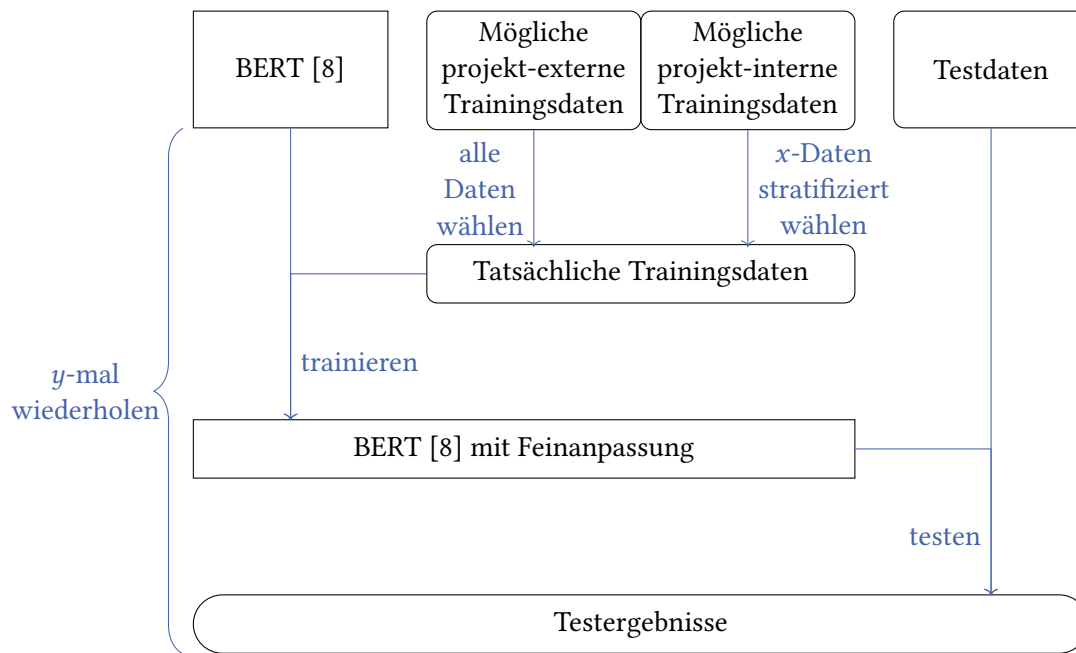 BERT [8]
Mögliche
projekt-externe
Trainingsdaten
Mögliche
projekt-interne
Trainingsdaten
Testdaten
alle
Daten
wählen
x-Daten
stratifiziert
wählen
Tatsächliche Trainingsdaten
trainieren
y-mal
wiederholen
BERT [8] mit Feinanpassung
testen
Testergebnisse